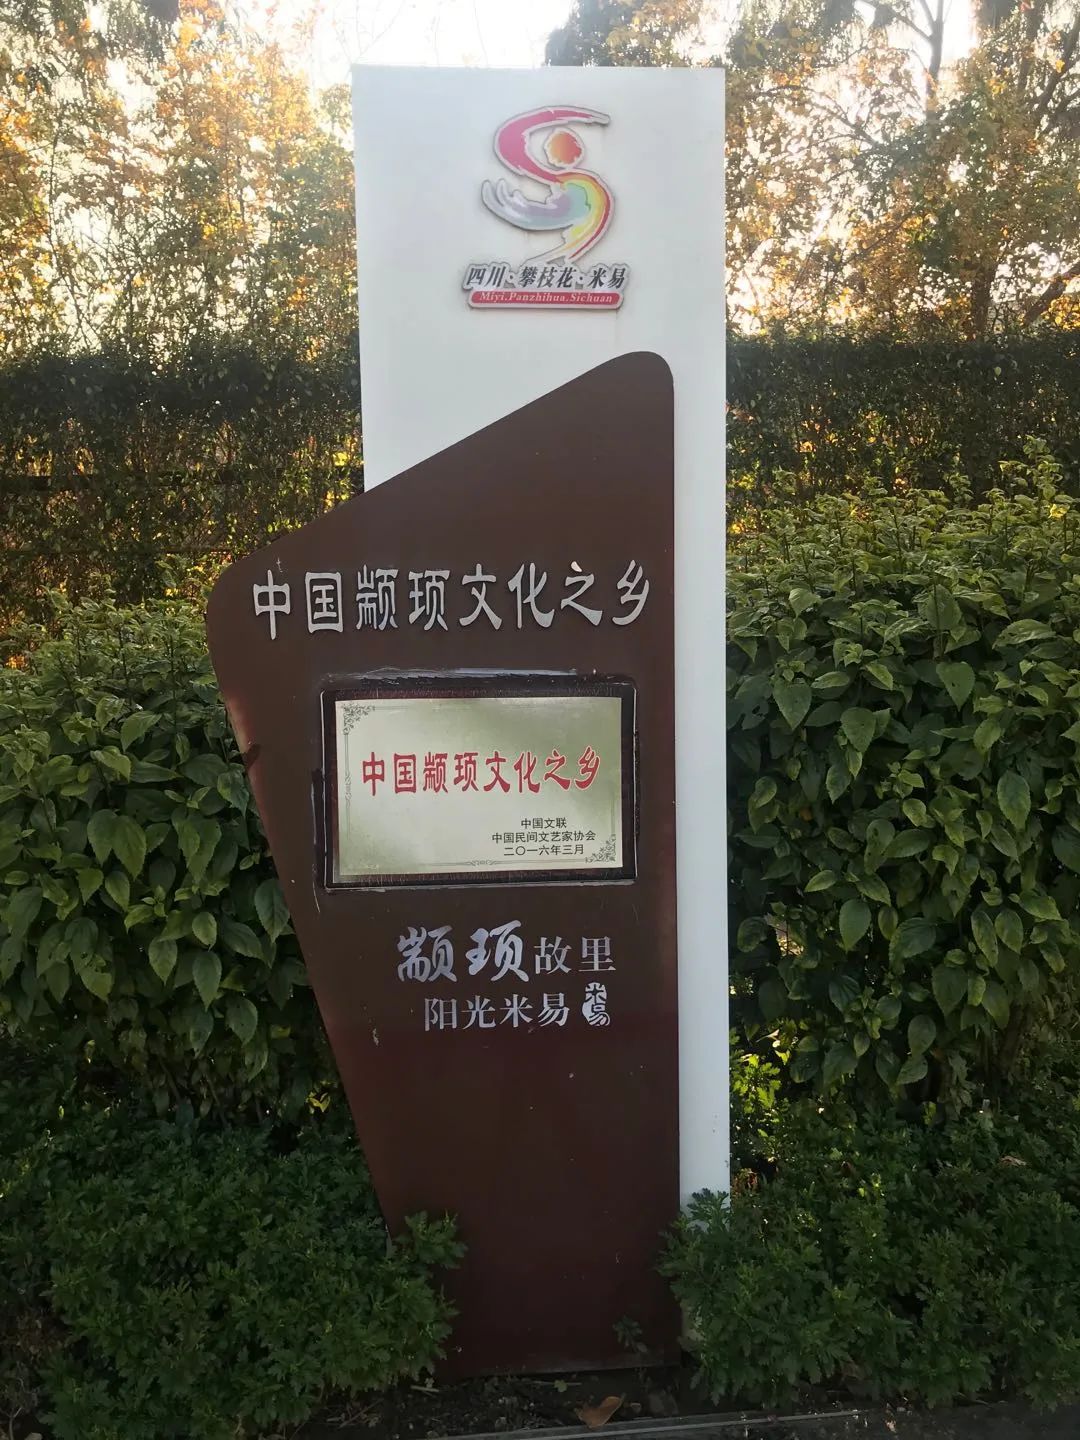 四川·攀枝花·米易
Miyi.Panzhihua.Sichuan
中国颛顼文化之乡
中国颛顼文化之乡
中国文联
中国民间文艺家协会
二〇一六年三月
颛顼故里
阳光米易